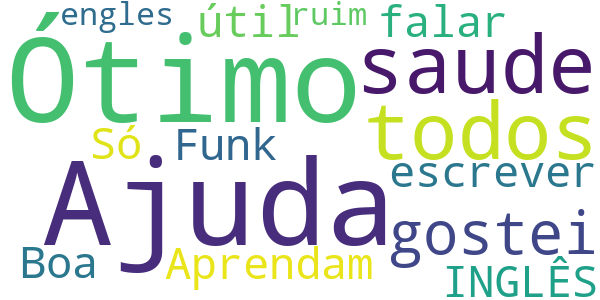 engles útil ruim falar
Ótimo saude
Só Funk todos
Ajuda escrever
gostei
Boa Aprendam INGLÊS